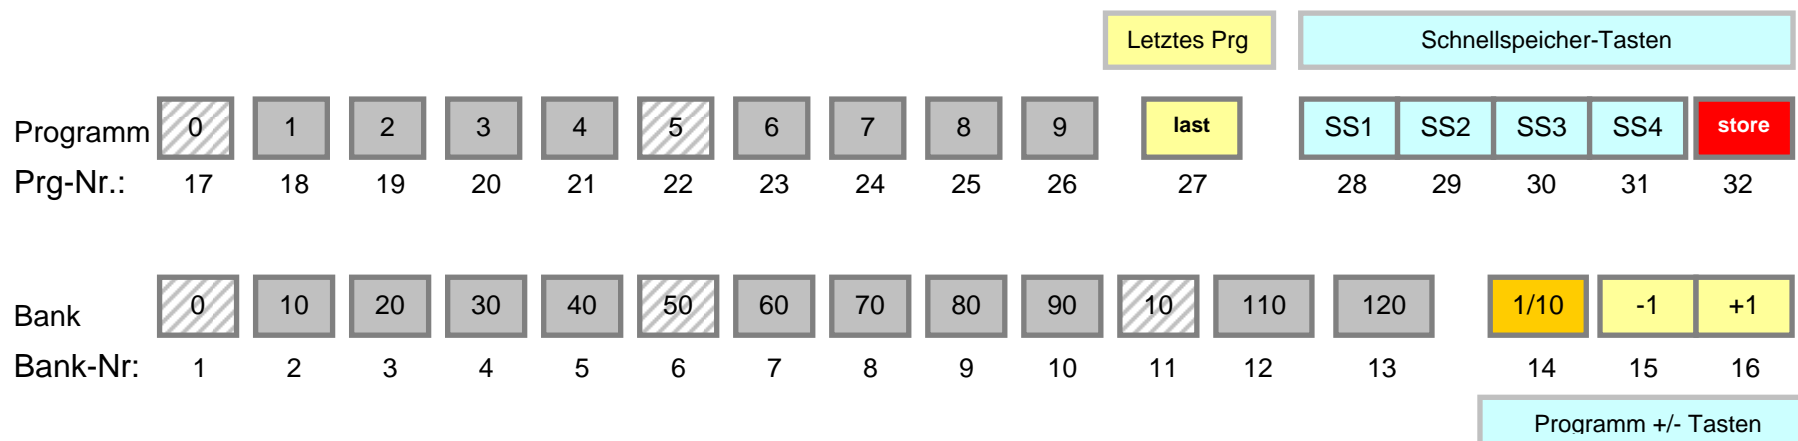 Letztes Prg Schnellspeicher-Tasten
Programm 0 1 2 3 4 5 6 7 8 9 last SS1 SS2 SS3 SS4 store
Prg-Nr.: 17 18 19 20 21 22 23 24 25 26 27 28 29 30 31 32
Bank 0 10 20 30 40 50 60 70 80 90 10 110 120 1/10 -1 +1
Bank-Nr: 1 2 3 4 5 6 7 8 9 10 11 12 13 14 15 16
Programm +/- Tasten